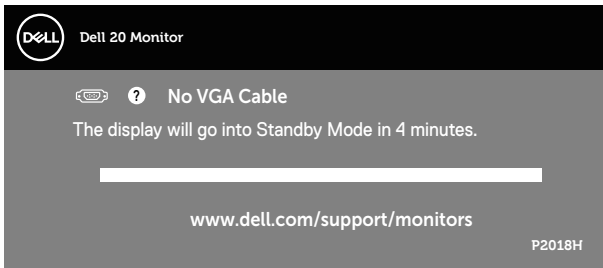 DELL
Dell 20 Monitor
? No VGA Cable
The display will go into Standby Mode in 4 minutes.
www.dell.com/support/monitors
P2018H